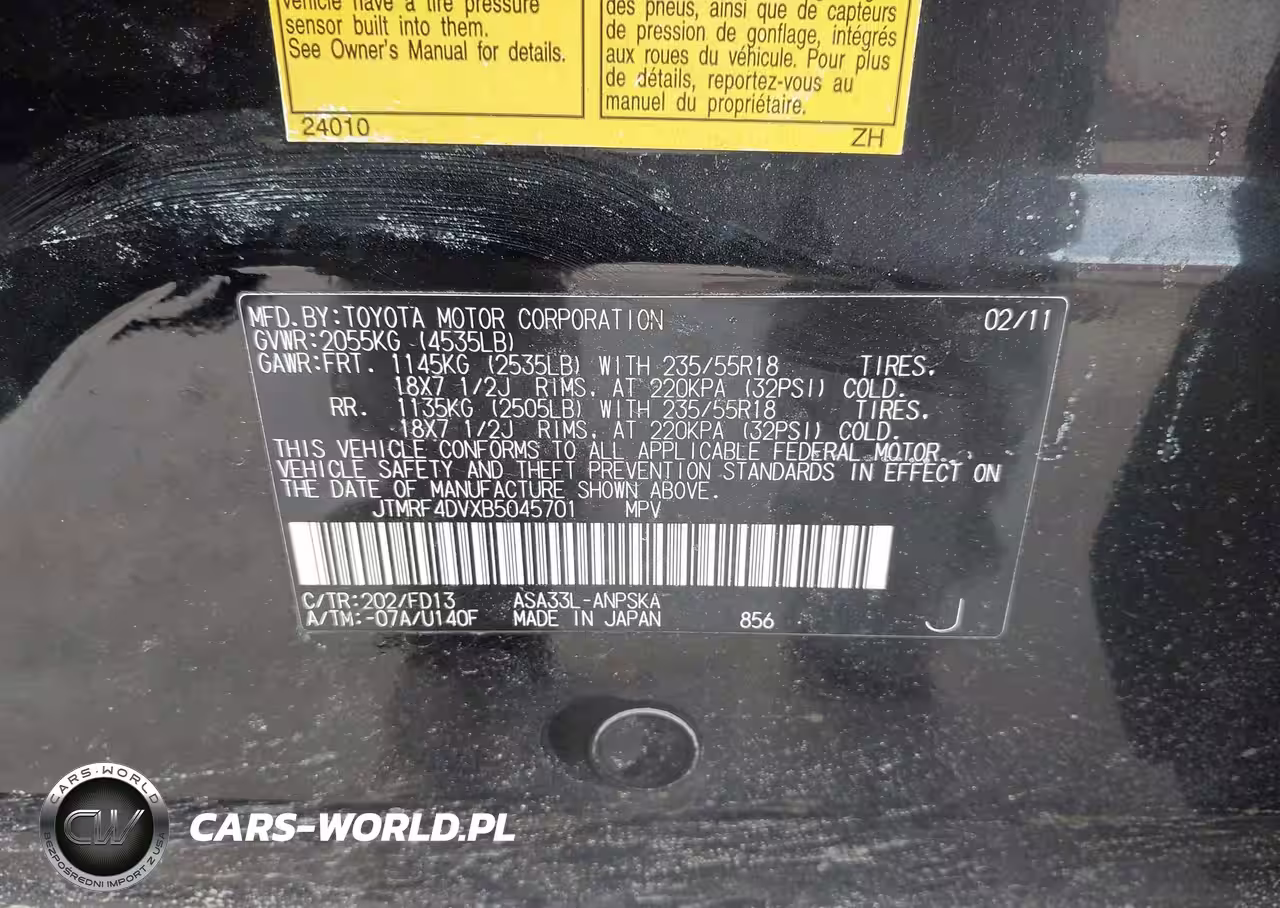 vehicle have a tire pressure
sensor built into them.
See Owner's Manual for details.
des pneus, ainsi que de capteurs
de pression de gonflage, intégrés
aux roues du véhicule. Pour plus
de détails, reportez-vous au
manuel du propriétaire.
24010 ZH
MFD. BY:TOYOTA MOTOR CORPORATION 02/11
GVWR:2055KG (4535LB)
GAWR:FRT. 1145KG (2535LB) WITH 235/55R18 TIRES,
18X7 1/2J RIMS, AT 220KPA (32PSI) COLD.
RR. 1135KG (2505LB) WITH 235/55R18 TIRES,
18X7 1/2J RIMS, AT 220KPA (32PSI) COLD.
THIS VEHICLE CONFORMS TO ALL APPLICABLE FEDERAL MOTOR
VEHICLE SAFETY AND THEFT PREVENTION STANDARDS IN EFFECT ON
THE DATE OF MANUFACTURE SHOWN ABOVE.
JTMRF4DVXB5045701 MPV
C/TR:202/FD13 ASA33L-ANPSKA
A/TM:-07A/U140F MADE IN JAPAN 856 J
CARS-WORLD
CW
BEZPOŚREDNI IMPORT Z USA
CARS-WORLD.PL